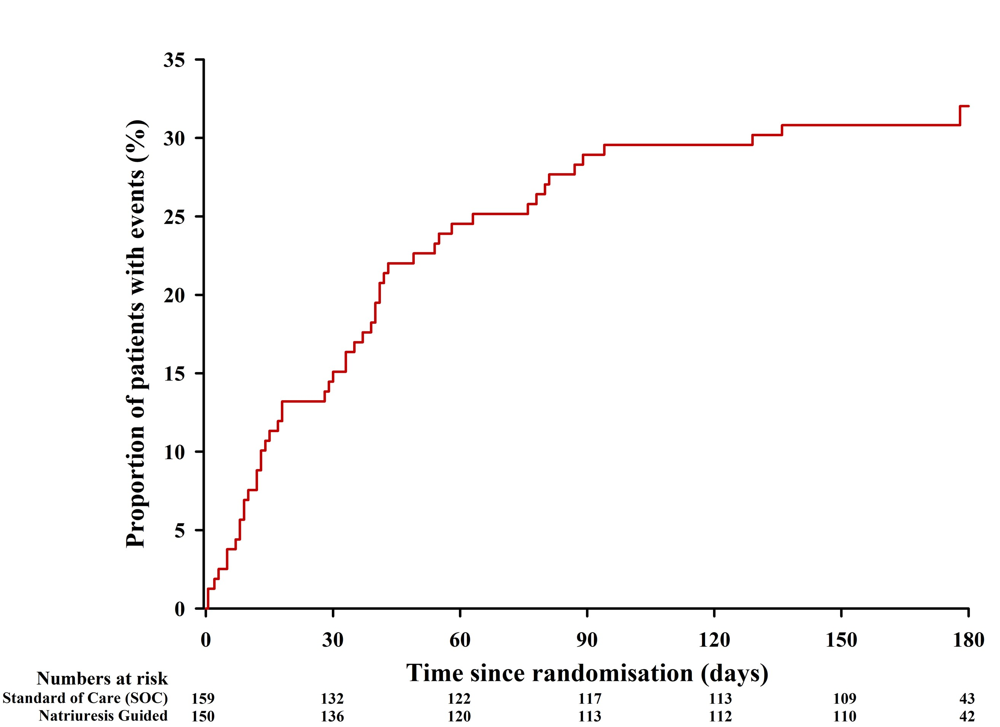 35
30
25
20
15
10
5
0
Proportion of patients with events (%)
0 30 60 90 120 150 180
Time since randomisation (days)
Numbers at risk
Standard of Care (SOC) 159 132 122 117 113 109 43
Natriuresis Guided 150 136 120 113 112 110 42